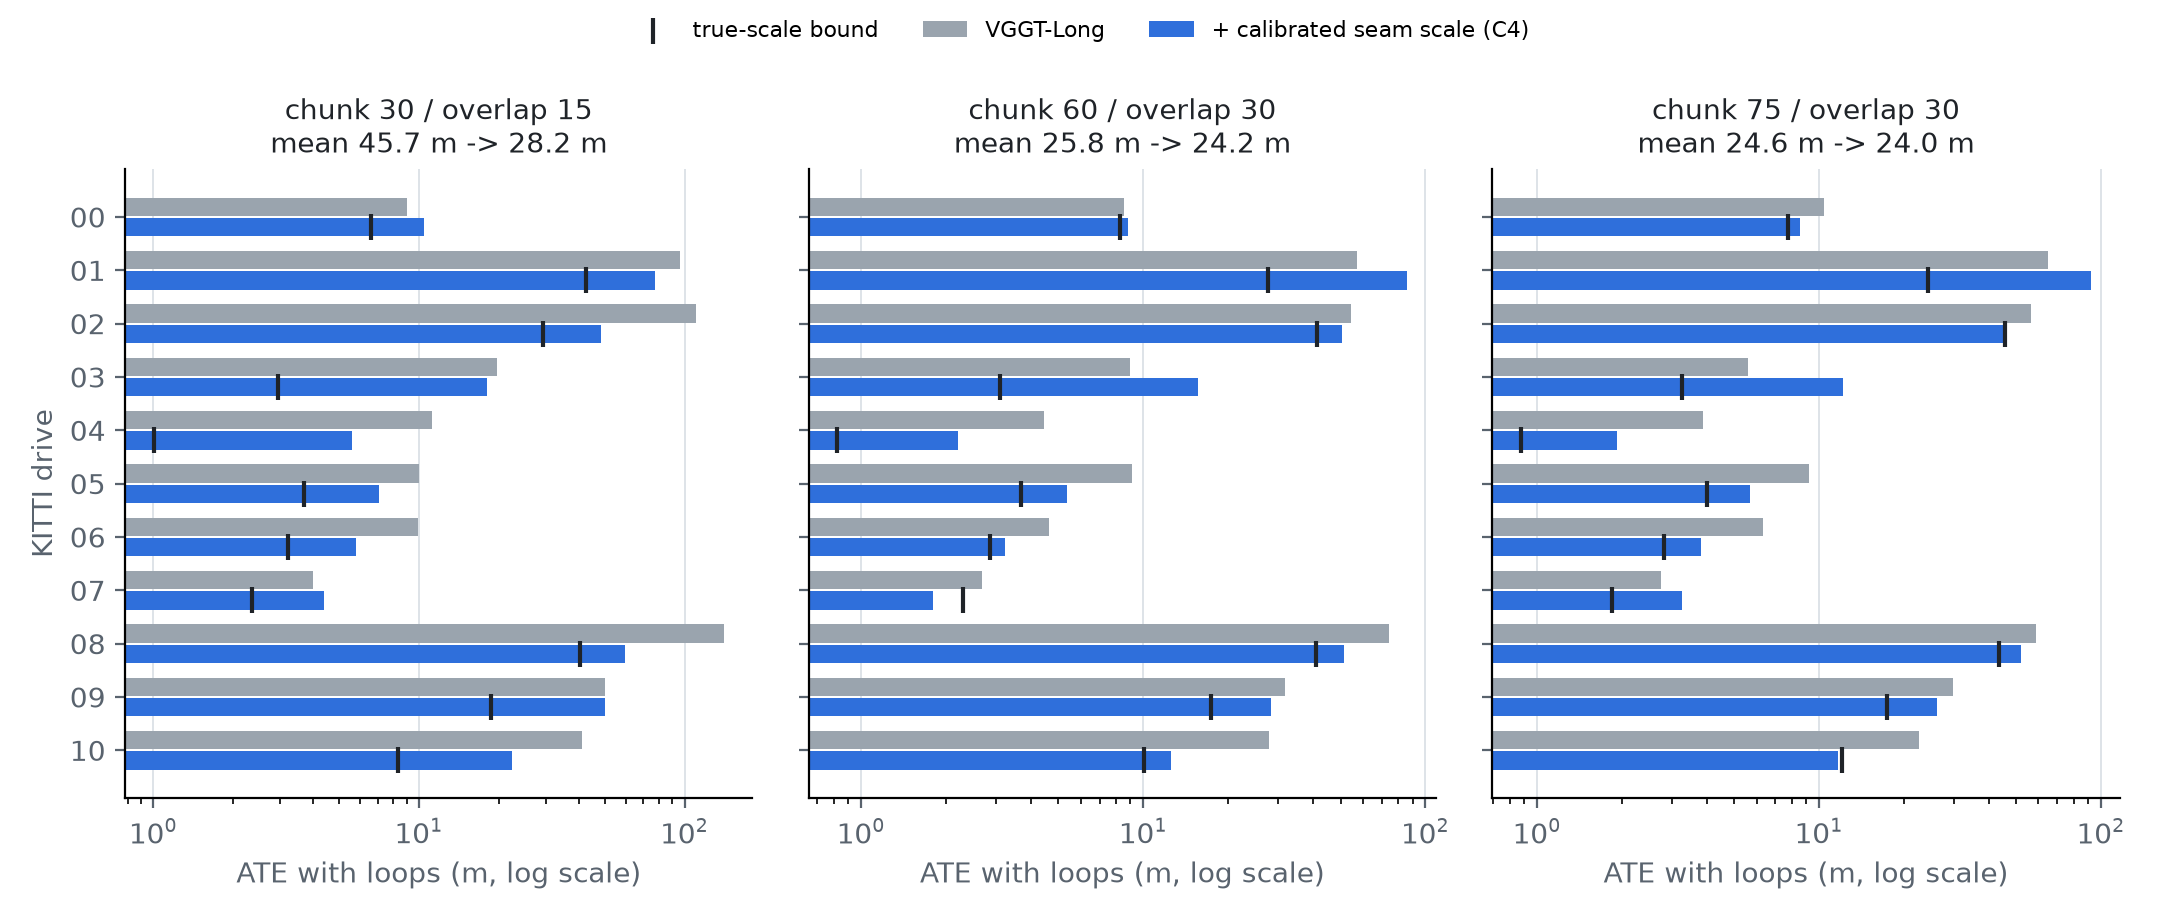 true-scale bound
VGGT-Long
+ calibrated seam scale (C4)
chunk 30 / overlap 15
mean 45.7 m -> 28.2 m
chunk 60 / overlap 30
mean 25.8 m -> 24.2 m
chunk 75 / overlap 30
mean 24.6 m -> 24.0 m
KITTI drive
00
01
02
03
04
05
06
07
08
09
10
10⁰ 10¹ 10²
10⁰ 10¹ 10²
10⁰ 10¹ 10²
ATE with loops (m, log scale)
ATE with loops (m, log scale)
ATE with loops (m, log scale)